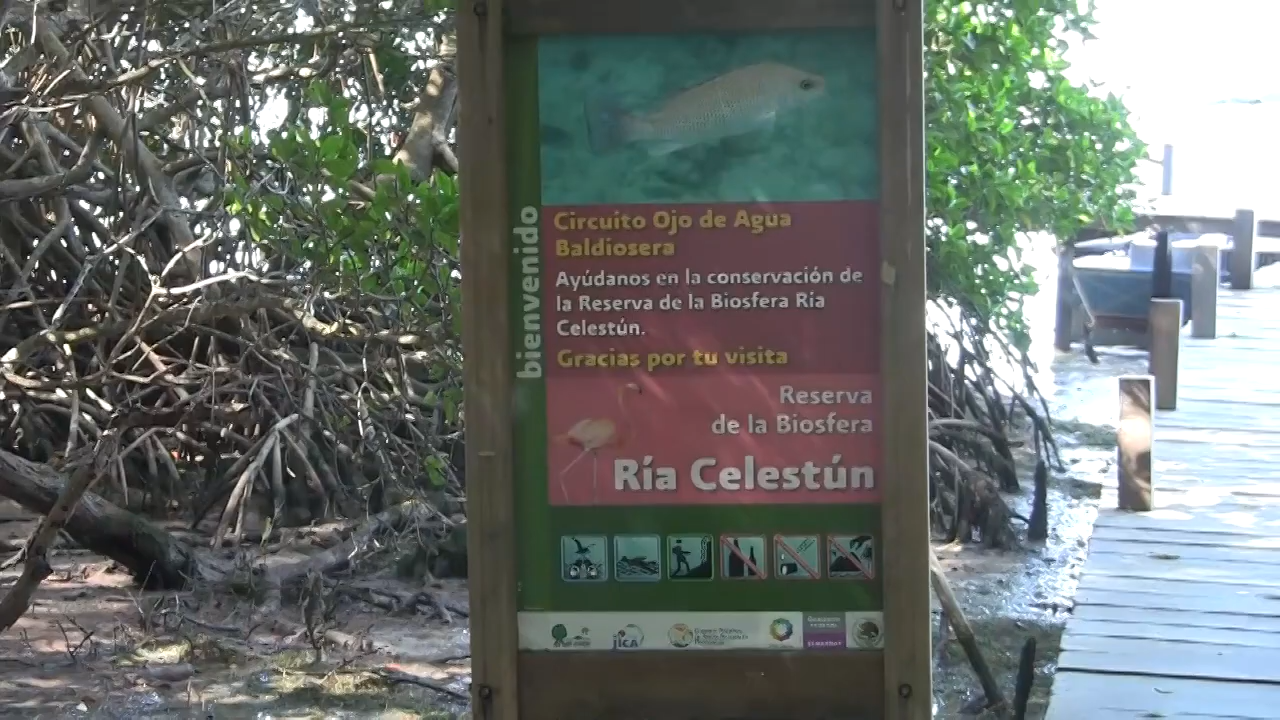 bienvenido
Circuito Ojo de Agua
Baldiosera
Ayúdanos en la conservación de
la Reserva de la Biosfera Ría
Celestún.
Gracias por tu visita
Reserva
de la Biosfera
Ría Celestún
jica